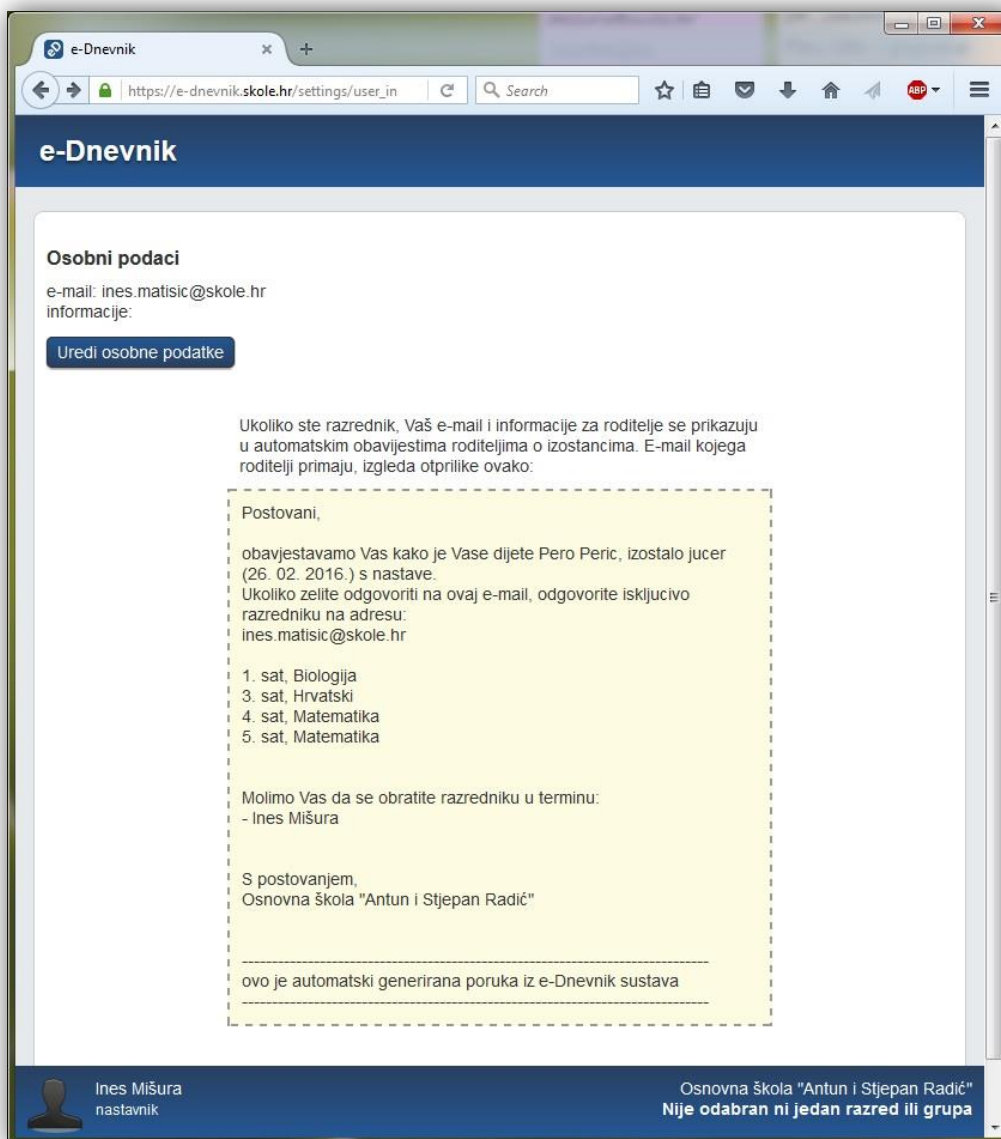 e-Dnevnik
https://e-dnevnik.skole.hr/settings/user_in
Search
ABP
e-Dnevnik
Osobni podaci
e-mail: ines.matisic@skole.hr
informacije:
Uredi osobne podatke
Ukoliko ste razrednik, Vaš e-mail i informacije za roditelje se prikazuju
u automatskim obavijestima roditeljima o izostancima. E-mail kojega
roditelji primaju, izgleda otprilike ovako:
Postovani,
obavjestavamo Vas kako je Vase dijete Pero Peric, izostalo jucer
(26. 02. 2016.) s nastave.
Ukoliko zelite odgovoriti na ovaj e-mail, odgovorite iskljucivo
razredniku na adresu:
ines.matisic@skole.hr
1. sat, Biologija
3. sat, Hrvatski
4. sat, Matematika
5. sat, Matematika
Molimo Vas da se obratite razredniku u terminu:
- Ines Mišura
S postovanjem,
Osnovna škola "Antun i Stjepan Radić"
------------------------------------------------------------------------------
ovo je automatski generirana poruka iz e-Dnevnik sustava
------------------------------------------------------------------------------
Ines Mišura
nastavnik
Osnovna škola "Antun i Stjepan Radić"
Nije odabran ni jedan razred ili grupa